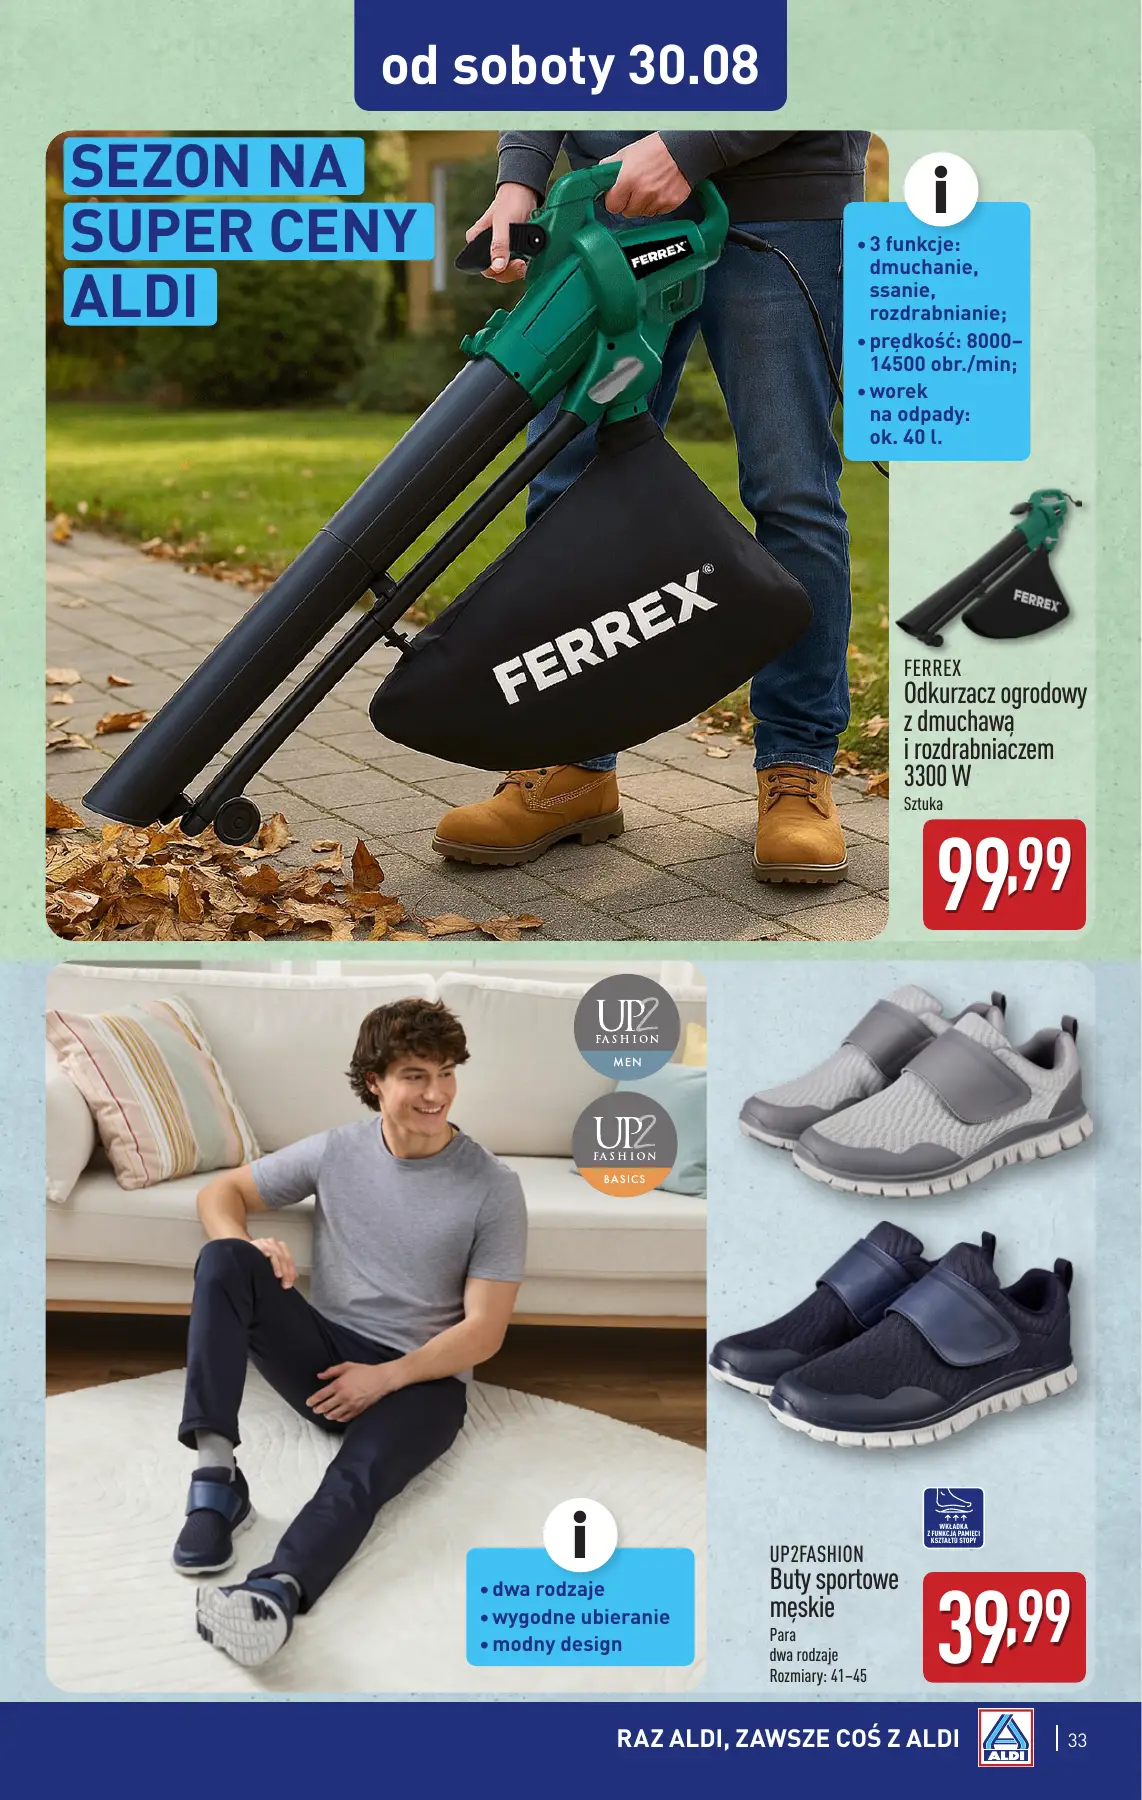 od soboty 30.08
SEZON NA
SUPER CENY
ALDI
i
• 3 funkcje:
dmuchanie,
ssanie,
rozdrabnianie;
• prędkość: 8000–
14500 obr./min;
• worek
na odpady:
ok. 40 l.
FERREX
FERREX®
FERREX
FERREX
Odkurzacz ogrodowy
z dmuchawą
i rozdrabniaczem
3300 W
Sztuka
99,99
UP2
FASHION
MEN
UP2
FASHION
BASICS
i
• dwa rodzaje
• wygodne ubieranie
• modny design
WKŁADKA
Z FUNKCJĄ PAMIĘCI
KSZTAŁTU STOPY
UP2FASHION
Buty sportowe
męskie
Para
dwa rodzaje
Rozmiary: 41–45
39,99
RAZ ALDI, ZAWSZE COŚ Z ALDI
ALDI
33